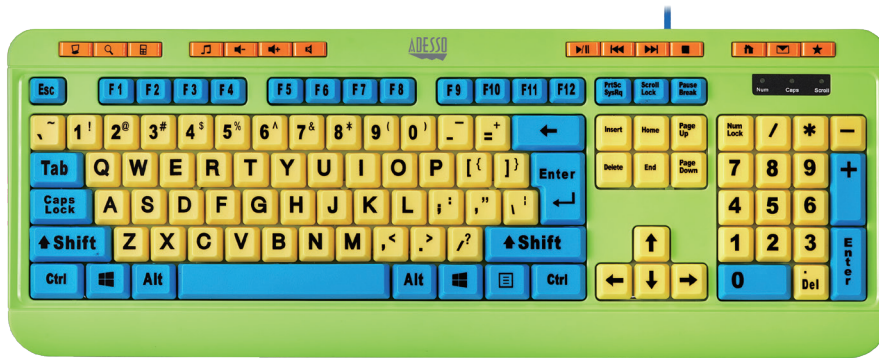 ADESSO
Esc F1 F2 F3 F4 F5 F6 F7 F8 F9 F10 F11 F12 PrtSc SysRq Scroll Lock Pause Break Num Caps Scroll
` ~ 1 ! 2 @ 3 # 4 $ 5 % 6 ^ 7 & 8 * 9 ( 0 ) - _ = + Insert Home Page Up Num Lock / * -
Tab Q W E R T Y U I O P [ { ] } Enter Delete End Page Down 7 8 9 +
Caps Lock A S D F G H J K L ; : , " \ ¦ 4 5 6
Shift Z X C V B N M , < . > / ? Shift 1 2 3 Enter
Ctrl Alt Alt Ctrl 0 . Del